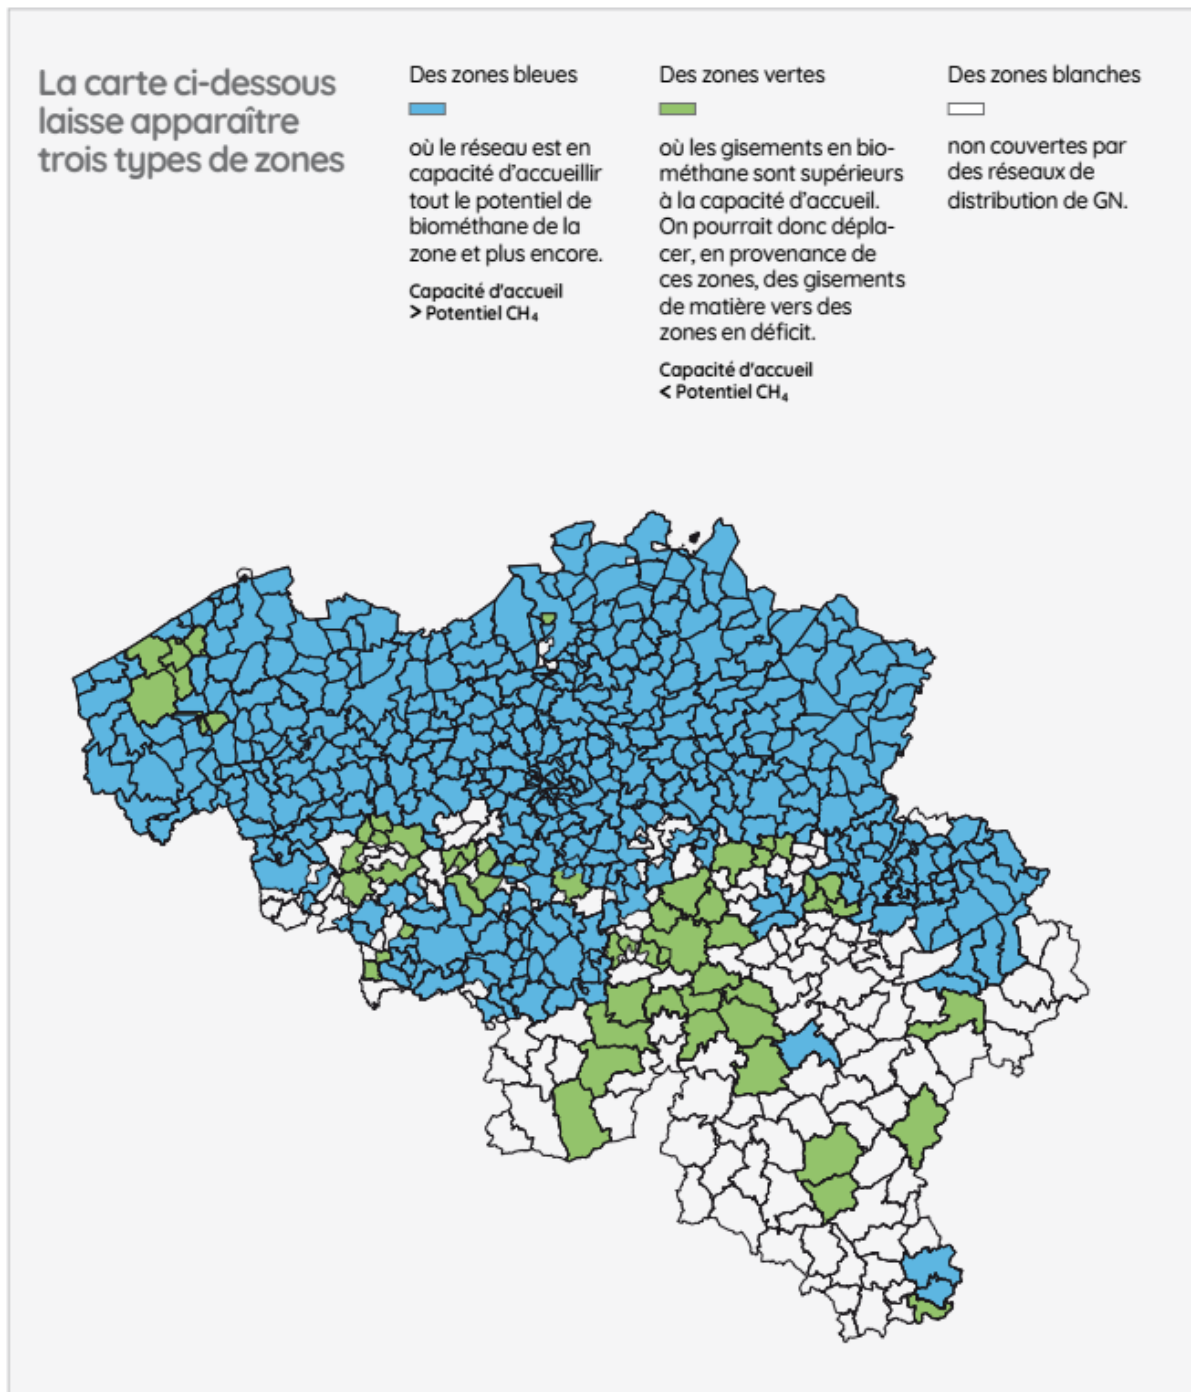 La carte ci-dessous
laisse apparaître
trois types de zones
Des zones bleues
où le réseau est en
capacité d'accueillir
tout le potentiel de
biométhane de la
zone et plus encore.
Capacité d'accueil
> Potentiel CH₄
Des zones vertes
où les gisements en bio-
méthane sont supérieurs
à la capacité d'accueil.
On pourrait donc dépla-
cer, en provenance de
ces zones, des gisements
de matière vers des
zones en déficit.
Capacité d'accueil
< Potentiel CH₄
Des zones blanches
non couvertes par
des réseaux de
distribution de GN.